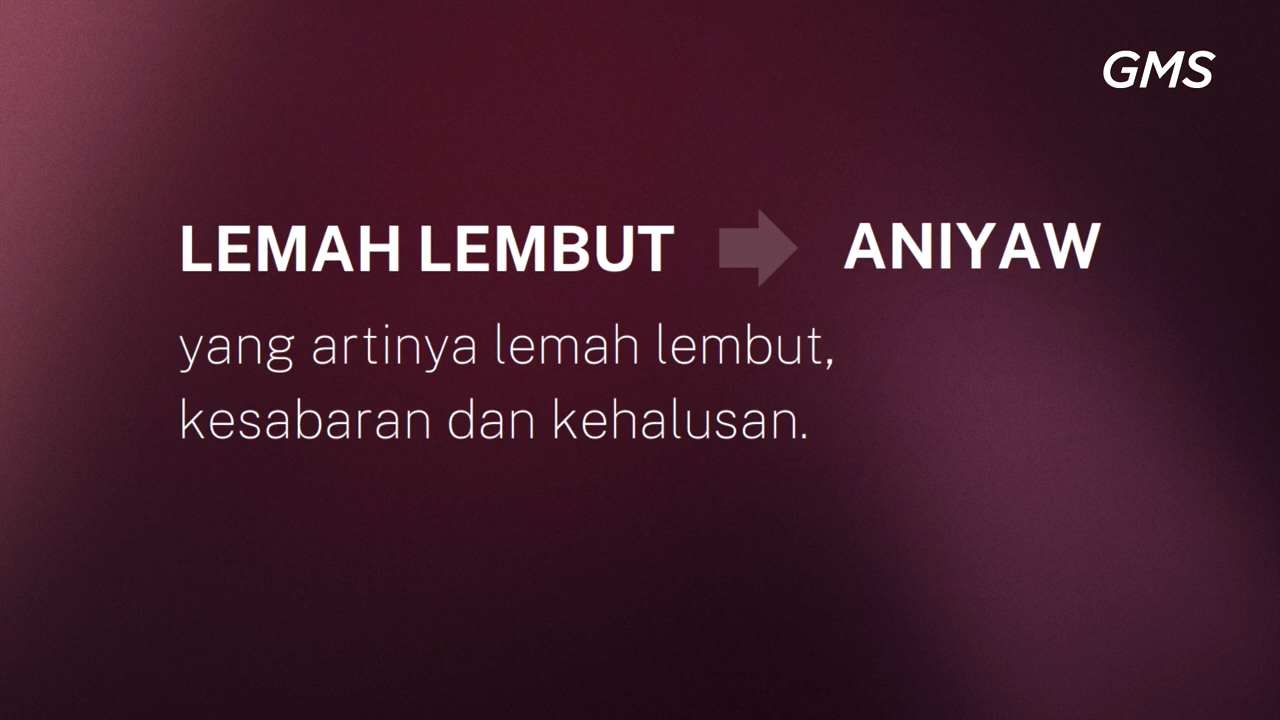 GMS
LEMAH LEMBUT ANIYAW
yang artinya lemah lembut,
kesabaran dan kehalusan.